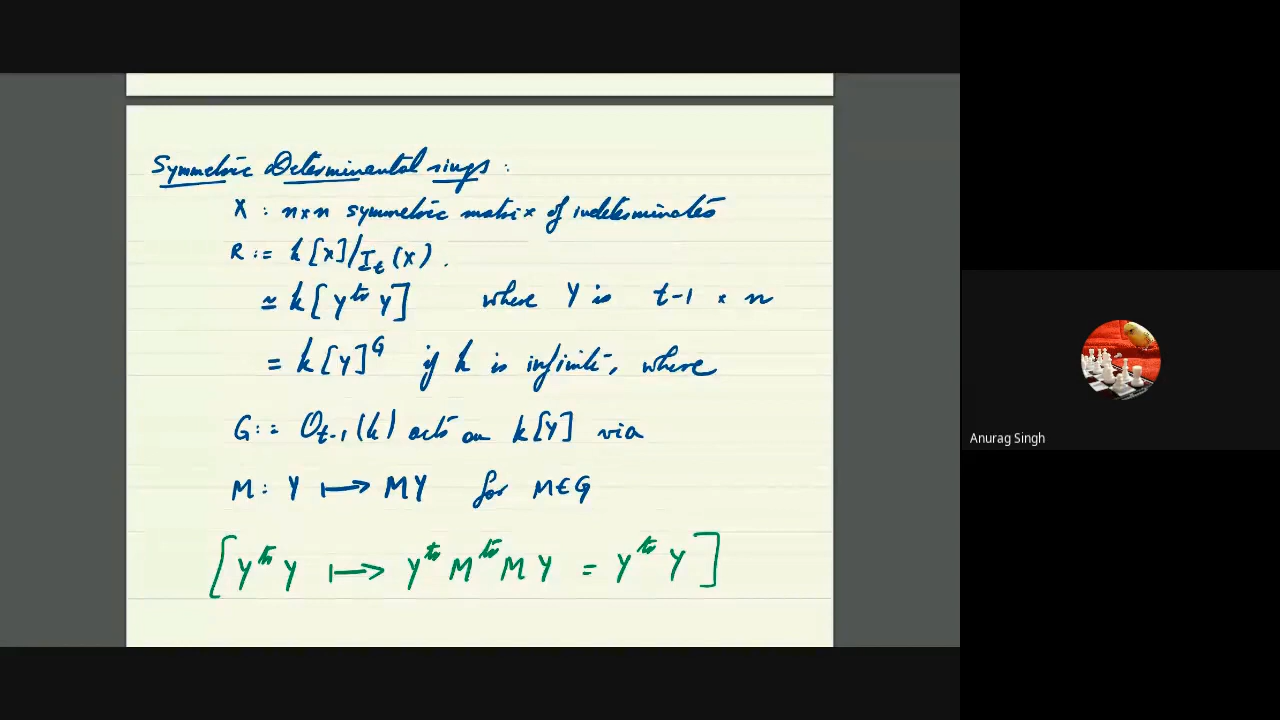 Symmetric Determinental rings :
X : n×n symmetric matrix of indeterminates
R := k[X]/I_t(X) .
≃ k[Y^tr Y] where Y is t-1 × n
= k[Y]^G if k is infinite, where
G := O_{t-1}(k) acts on k[Y] via
M : Y ⟼ MY for M∈G
[Y^tr Y ⟼ Y^tr M^tr M Y = Y^tr Y]
Anurag Singh